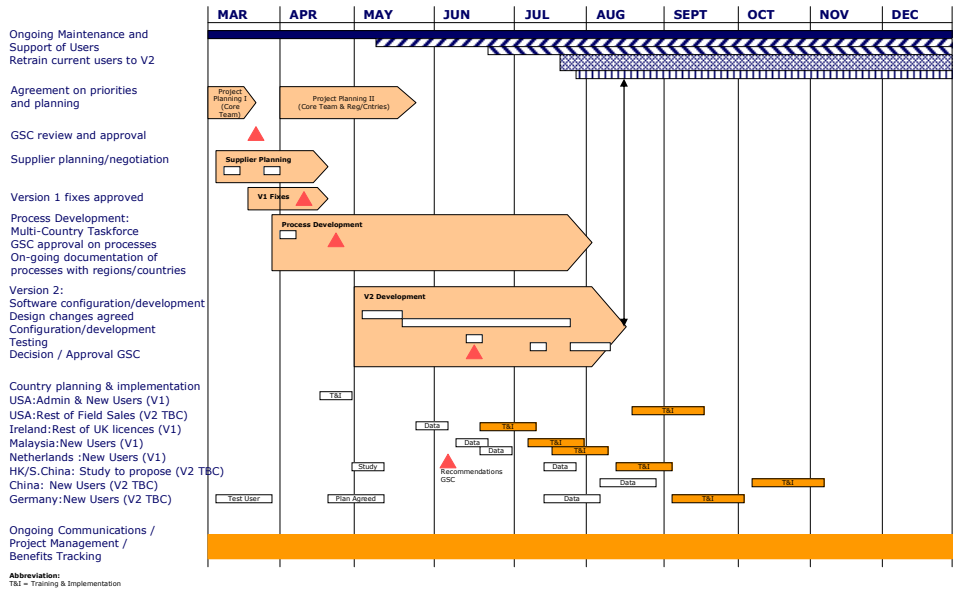 MAR APR MAY JUN JUL AUG SEPT OCT NOV DEC
Ongoing Maintenance and
Support of Users
Retrain current users to V2
Agreement on priorities
and planning
Project
Planning I
(Core
Team)
Project Planning II
(Core Team & Reg/Cntries)
GSC review and approval
Supplier planning/negotiation
Supplier Planning
Version 1 fixes approved
V1 Fixes
Process Development:
Multi-Country Taskforce
GSC approval on processes
On-going documentation of
processes with regions/countries
Process Development
Version 2:
Software configuration/development
Design changes agreed
Configuration/development
Testing
Decision / Approval GSC
V2 Development
Country planning & implementation
USA:Admin & New Users (V1)
T&I
USA:Rest of Field Sales (V2 TBC)
T&I
Ireland:Rest of UK licences (V1)
Data T&I
Malaysia:New Users (V1)
Data T&I
Netherlands :New Users (V1)
Data T&I
HK/S.China: Study to propose (V2 TBC)
Study Data T&I
Recommendations
GSC
China: New Users (V2 TBC)
Data T&I
Germany:New Users (V2 TBC)
Test User Plan Agreed Data T&I
Ongoing Communications /
Project Management /
Benefits Tracking
Abbreviation:
T&I = Training & Implementation